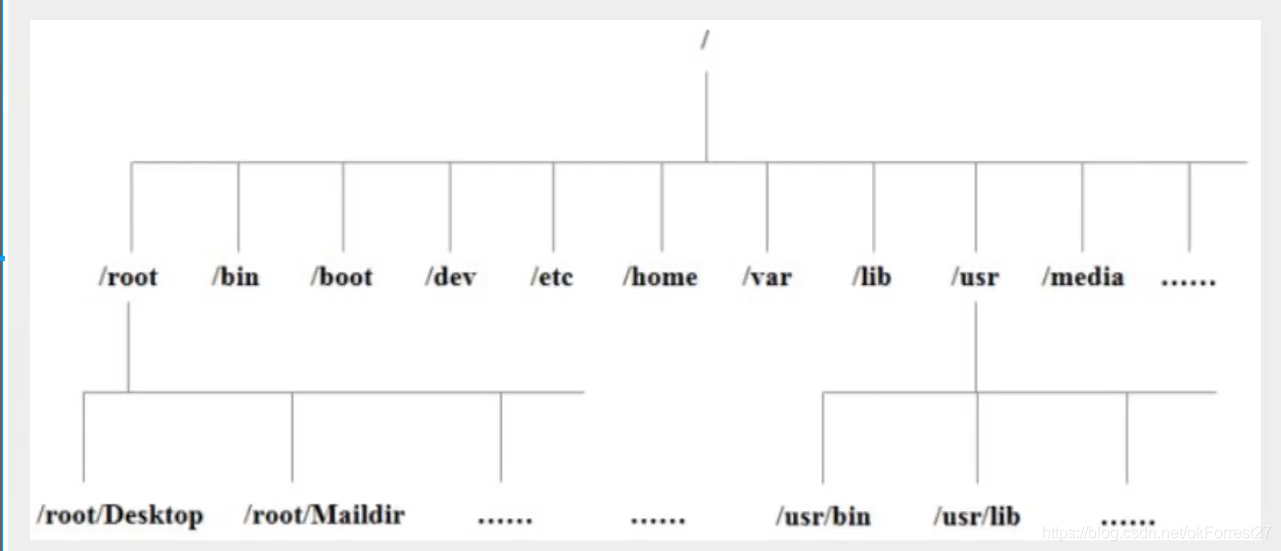 /
/root /bin /boot /dev /etc /home /var /lib /usr /media ......
/root/Desktop /root/Maildir ...... ...... /usr/bin /usr/lib ......
https://blog.csdn.net/okForrest27